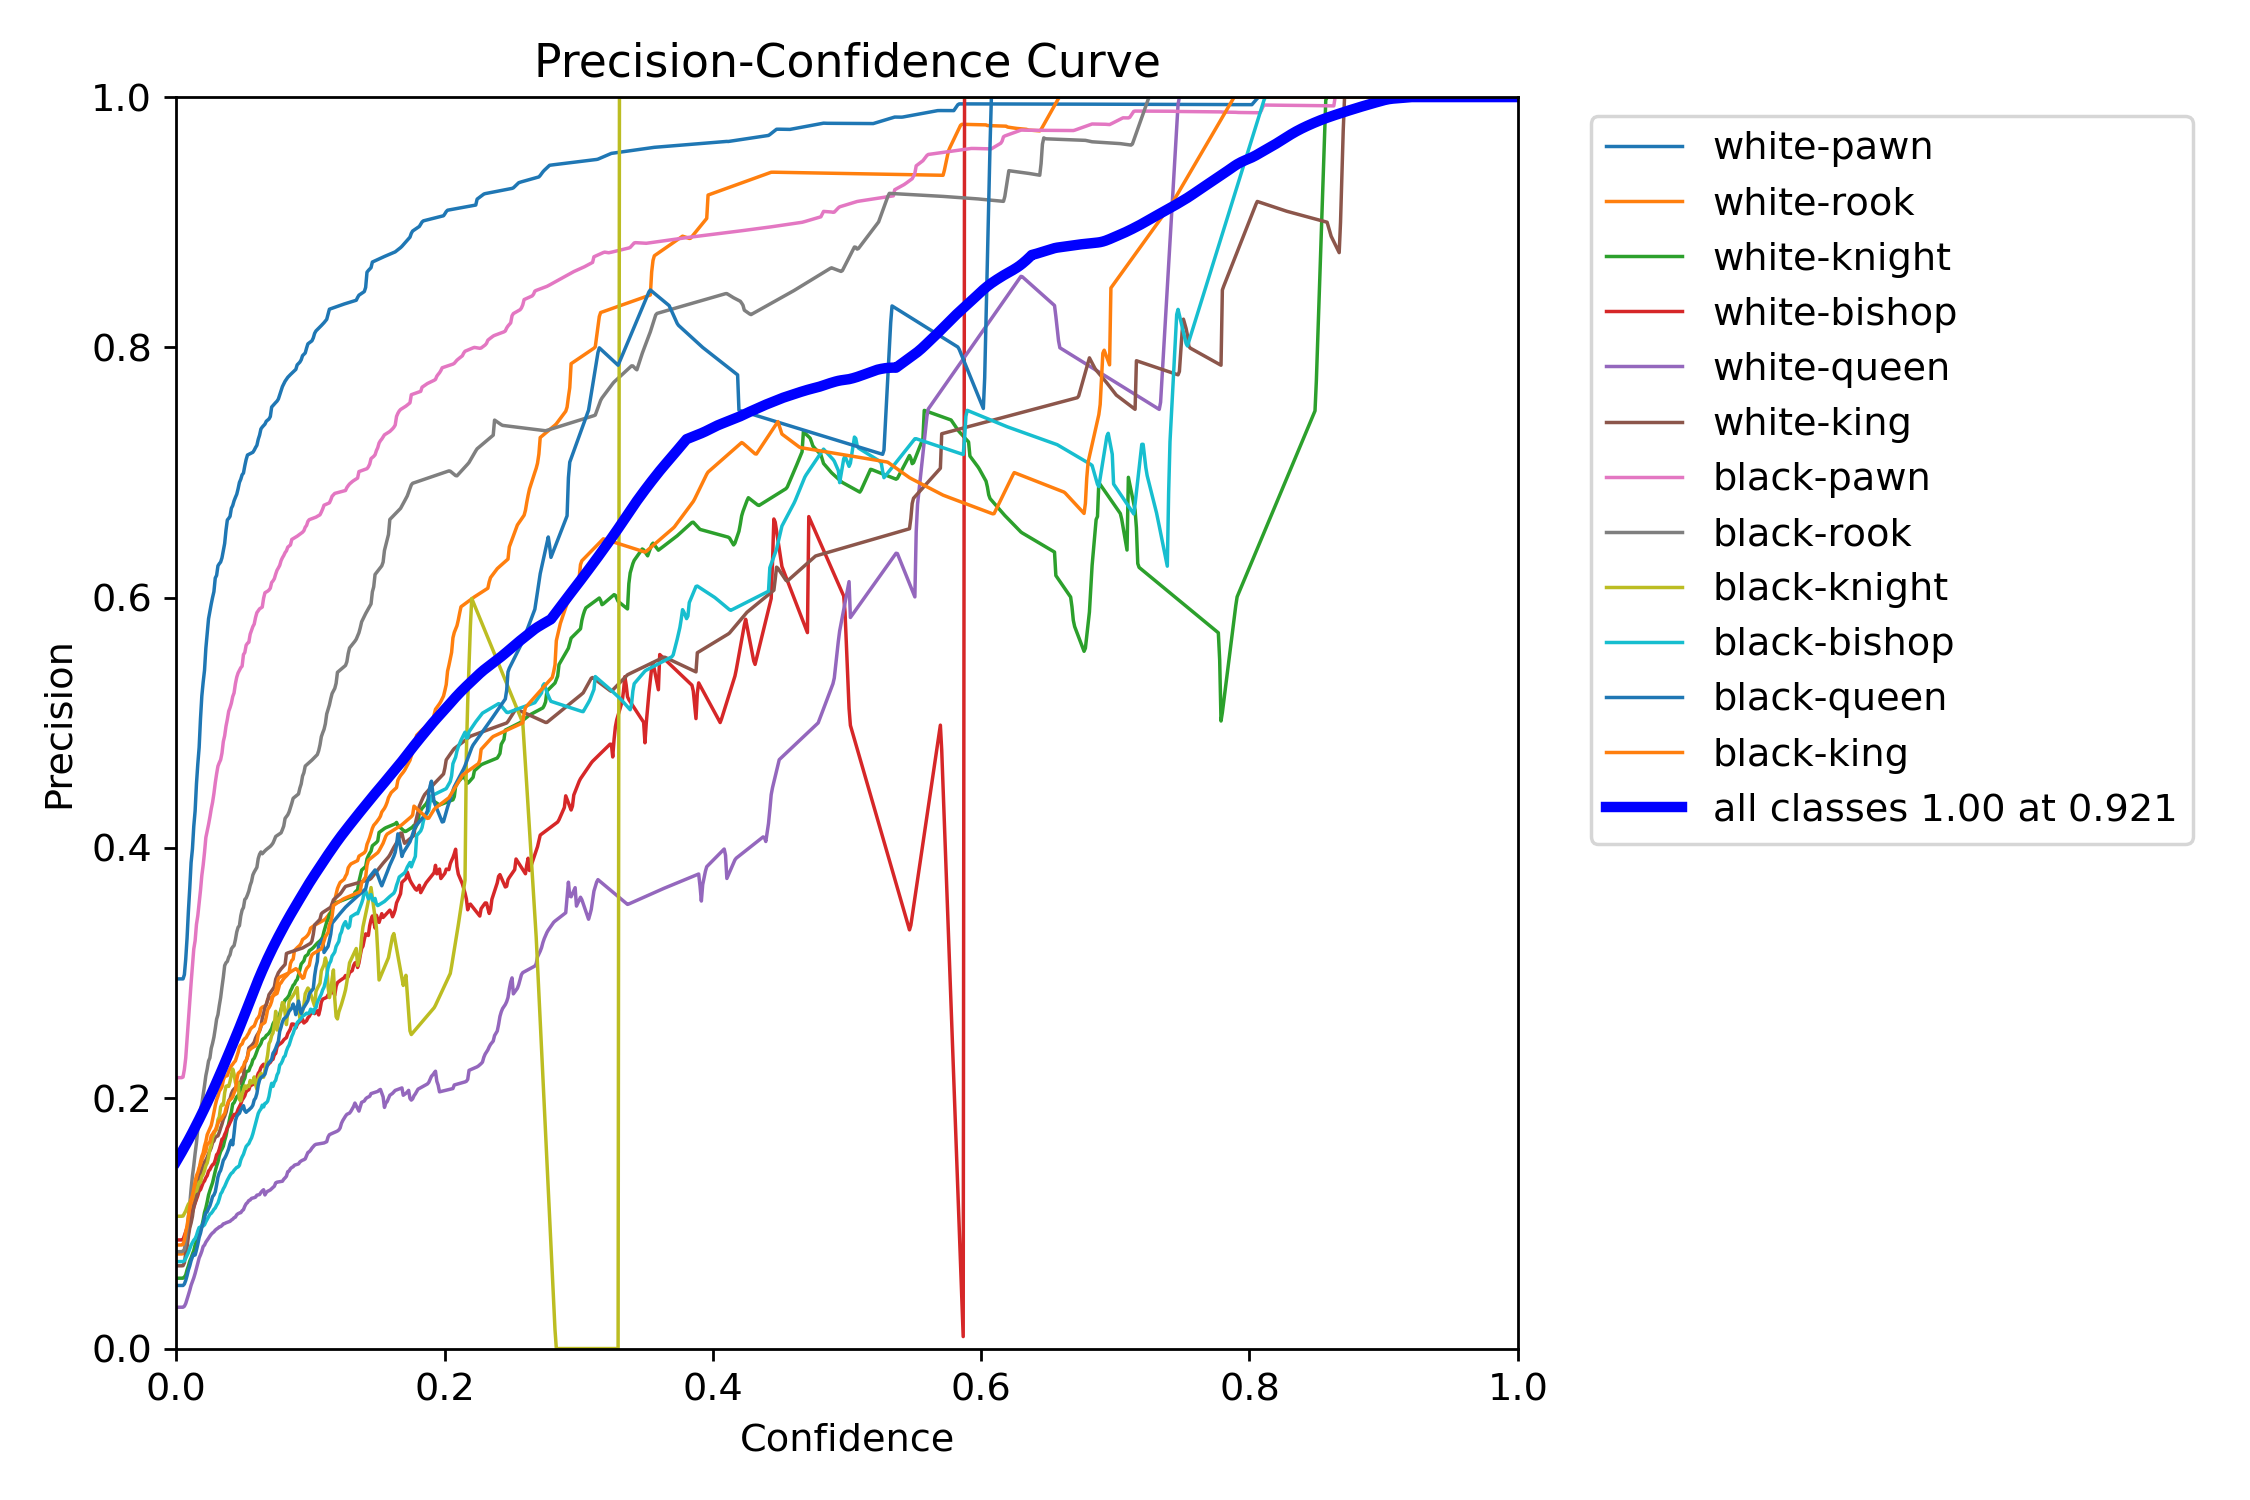 Precision-Confidence Curve
1.0
0.8
0.6
0.4
0.2
0.0
Precision
0.0 0.2 0.4 0.6 0.8 1.0
Confidence
white-pawn
white-rook
white-knight
white-bishop
white-queen
white-king
black-pawn
black-rook
black-knight
black-bishop
black-queen
black-king
all classes 1.00 at 0.921